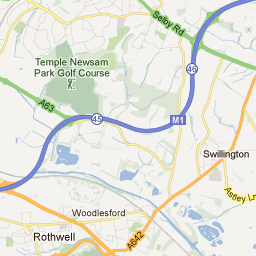 Selby Rd
46
Temple Newsam
Park Golf Course
A63
45
M1
Swillington
Astley Ln
Woodlesford
Rothwell
A642